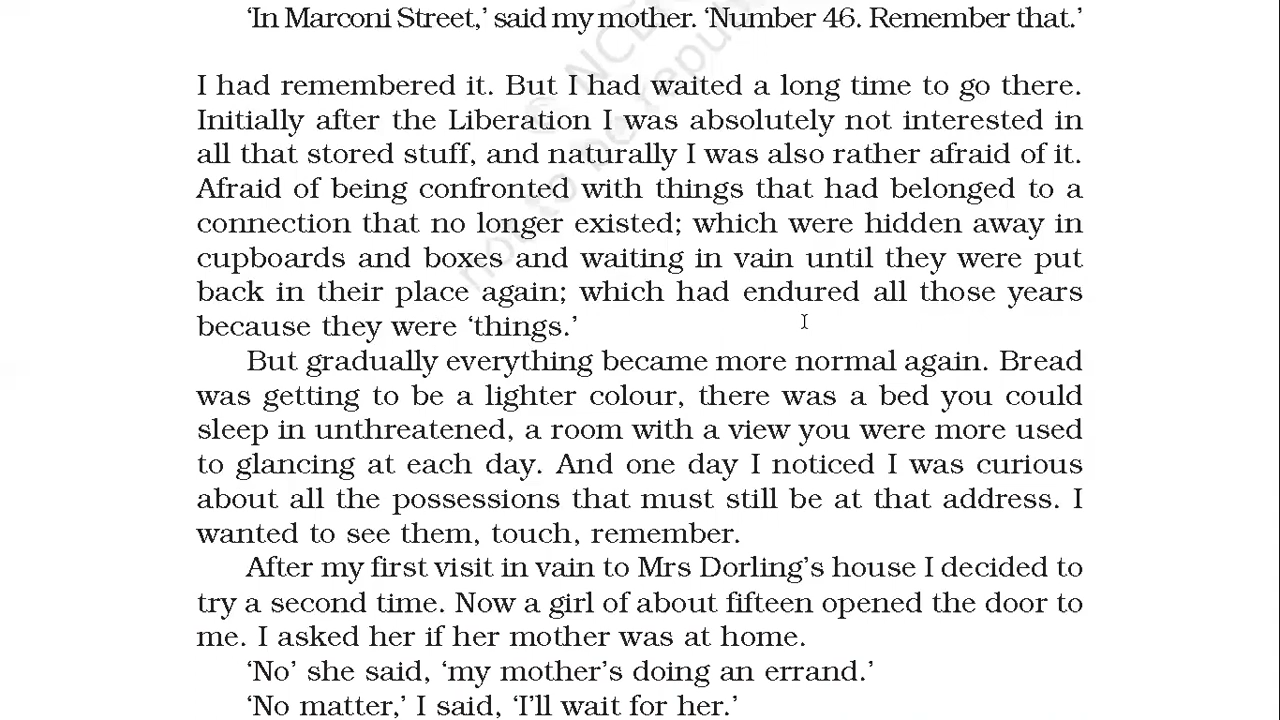 ‘In Marconi Street,’ said my mother. ‘Number 46. Remember that.’
I had remembered it. But I had waited a long time to go there.
Initially after the Liberation I was absolutely not interested in
all that stored stuff, and naturally I was also rather afraid of it.
Afraid of being confronted with things that had belonged to a
connection that no longer existed; which were hidden away in
cupboards and boxes and waiting in vain until they were put
back in their place again; which had endured all those years
because they were ‘things.’
But gradually everything became more normal again. Bread
was getting to be a lighter colour, there was a bed you could
sleep in unthreatened, a room with a view you were more used
to glancing at each day. And one day I noticed I was curious
about all the possessions that must still be at that address. I
wanted to see them, touch, remember.
After my first visit in vain to Mrs Dorling’s house I decided to
try a second time. Now a girl of about fifteen opened the door to
me. I asked her if her mother was at home.
‘No’ she said, ‘my mother’s doing an errand.’
‘No matter,’ I said, ‘I’ll wait for her.’